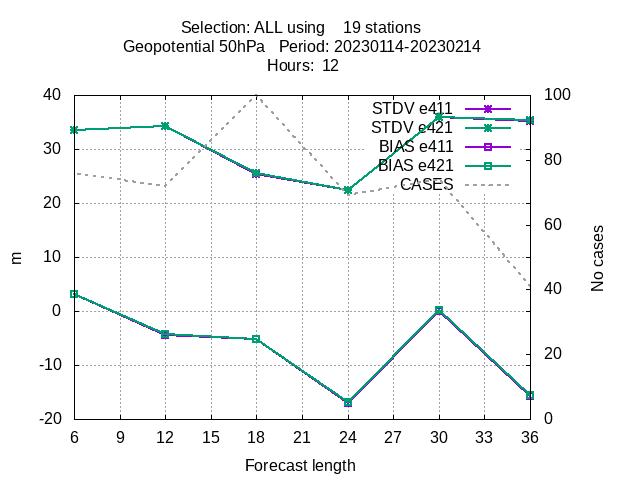 Selection: ALL using    19 stations
Geopotential 50hPa   Period: 20230114-20230214
Hours:  12
40
30
20
10
0
-10
-20
100
80
60
40
20
0
STDV e411
STDV e421
BIAS e411
BIAS e421
CASES
m
No cases
6 9 12 15 18 21 24 27 30 33 36
Forecast length